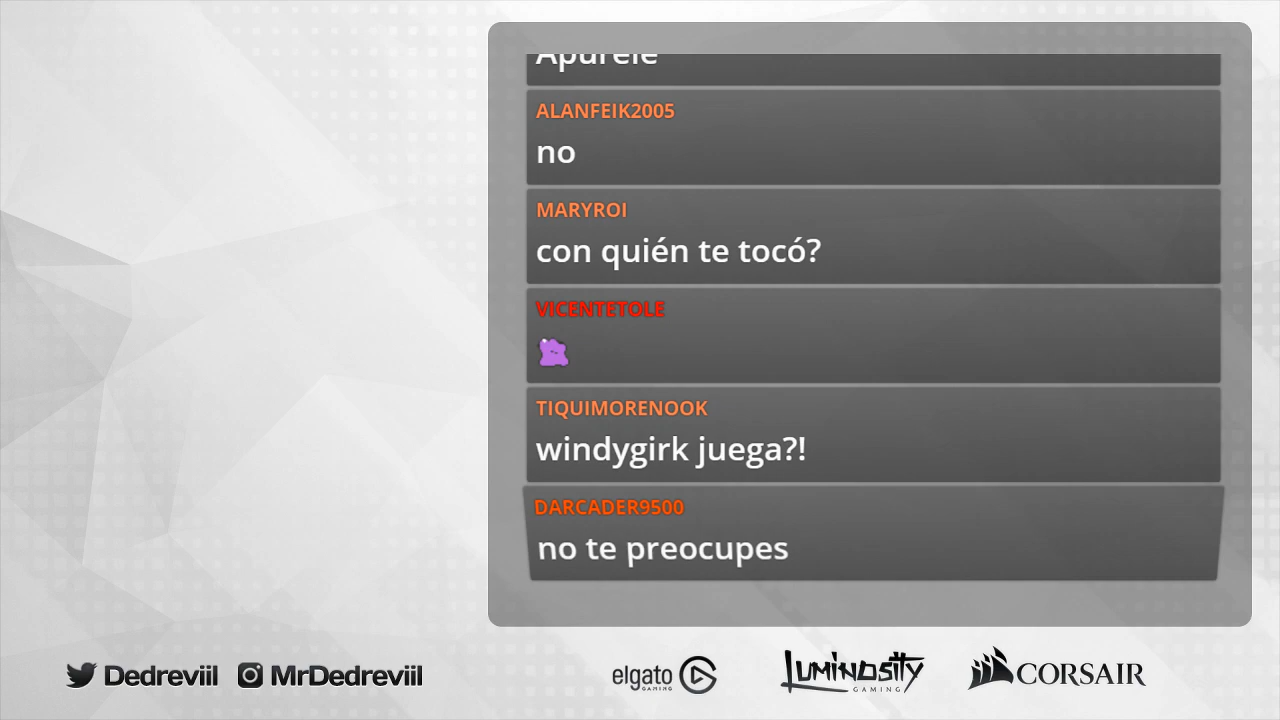 Apurele
ALANFEIK2005
no
MARYROI
con quién te tocó?
VICENTETOLE
TIQUIMORENOOK
windygirk juega?!
DARCADER9500
no te preocupes
Dedreviil MrDedreviil elgato GAMING LUMINOSITY GAMING CORSAIR